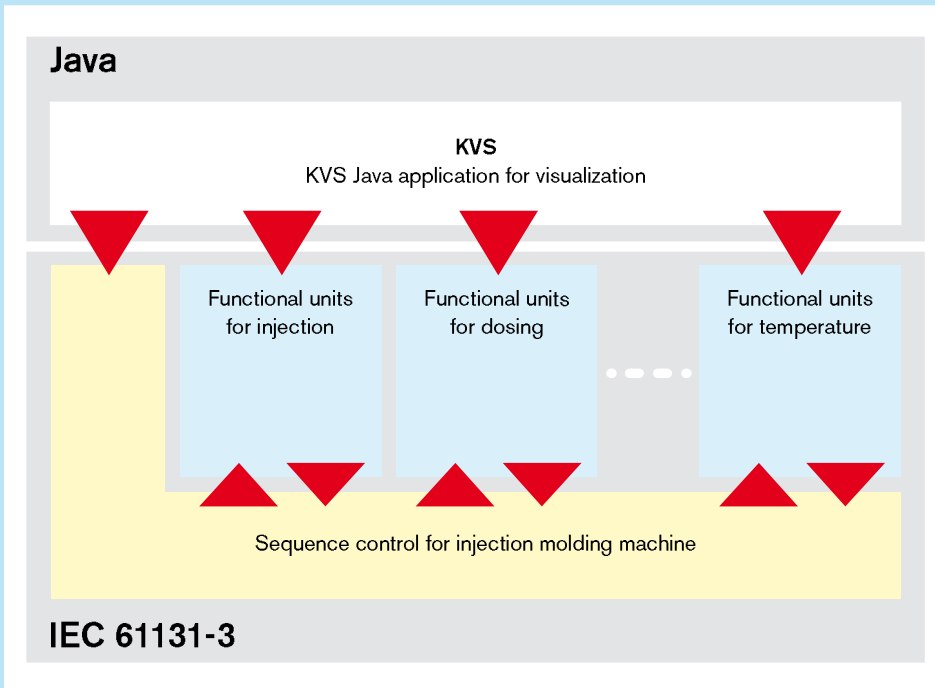 Java
KVS
KVS Java application for visualization
Functional units
for injection
Functional units
for dosing
Functional units
for temperature
Sequence control for injection molding machine
IEC 61131-3